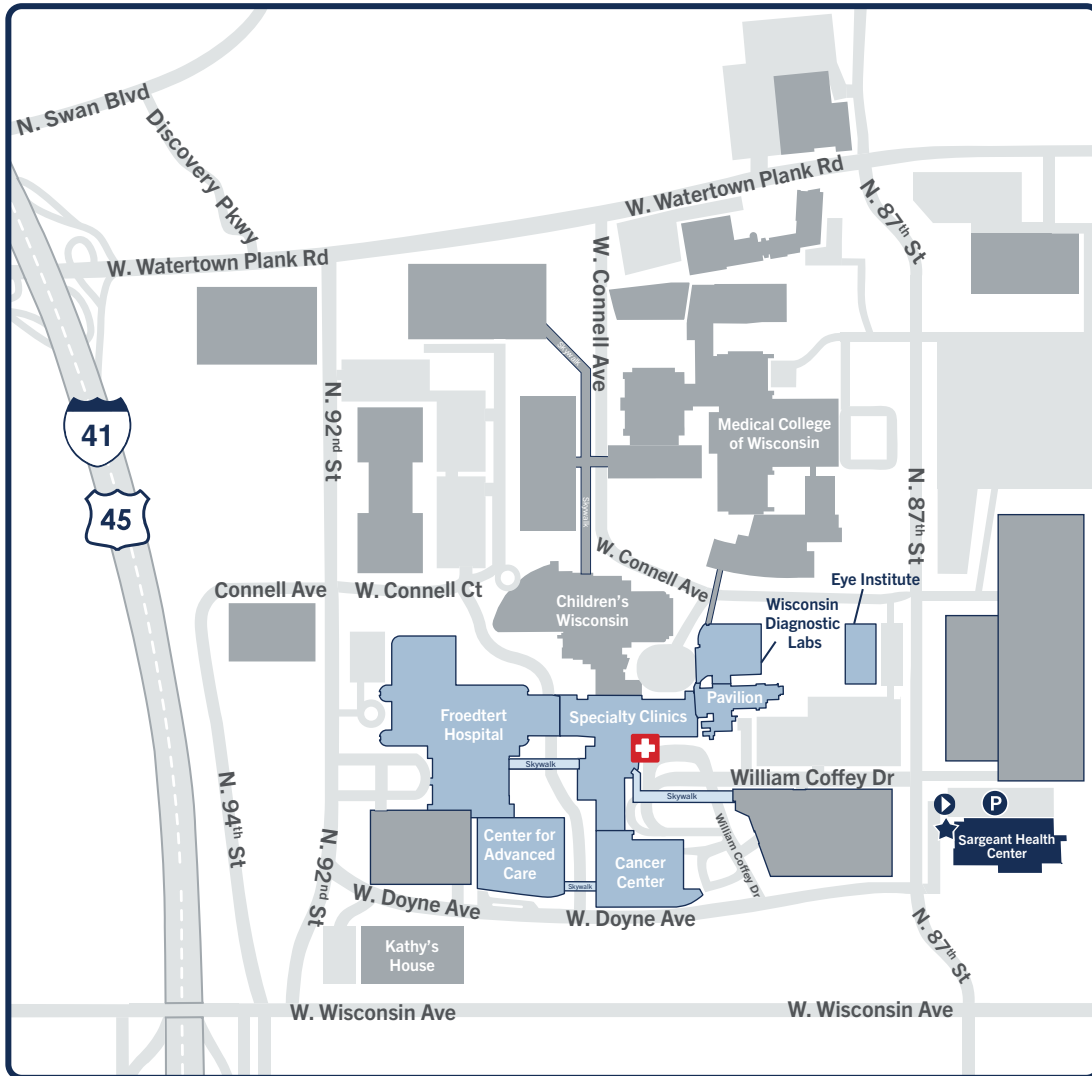 N. Swan Blvd
Discovery Pkwy
W. Watertown Plank Rd
W. Watertown Plank Rd
N. 87th St
W. Connell Ave
Skywalk
41
N. 92nd St
Medical College
of Wisconsin
45
Skywalk
N. 87th St
W. Connell Ave
Connell Ave
W. Connell Ct
Eye Institute
Children's
Wisconsin
Wisconsin
Diagnostic
Labs
Pavilion
Froedtert
Hospital
Specialty Clinics
Skywalk
William Coffey Dr
Skywalk
N. 94th St
N. 92nd St
P
William Coffey Dr
Sargeant Health
Center
Center for
Advanced
Care
Cancer
Center
Skywalk
W. Doyne Ave
W. Doyne Ave
N. 87th St
Kathy's
House
W. Wisconsin Ave
W. Wisconsin Ave